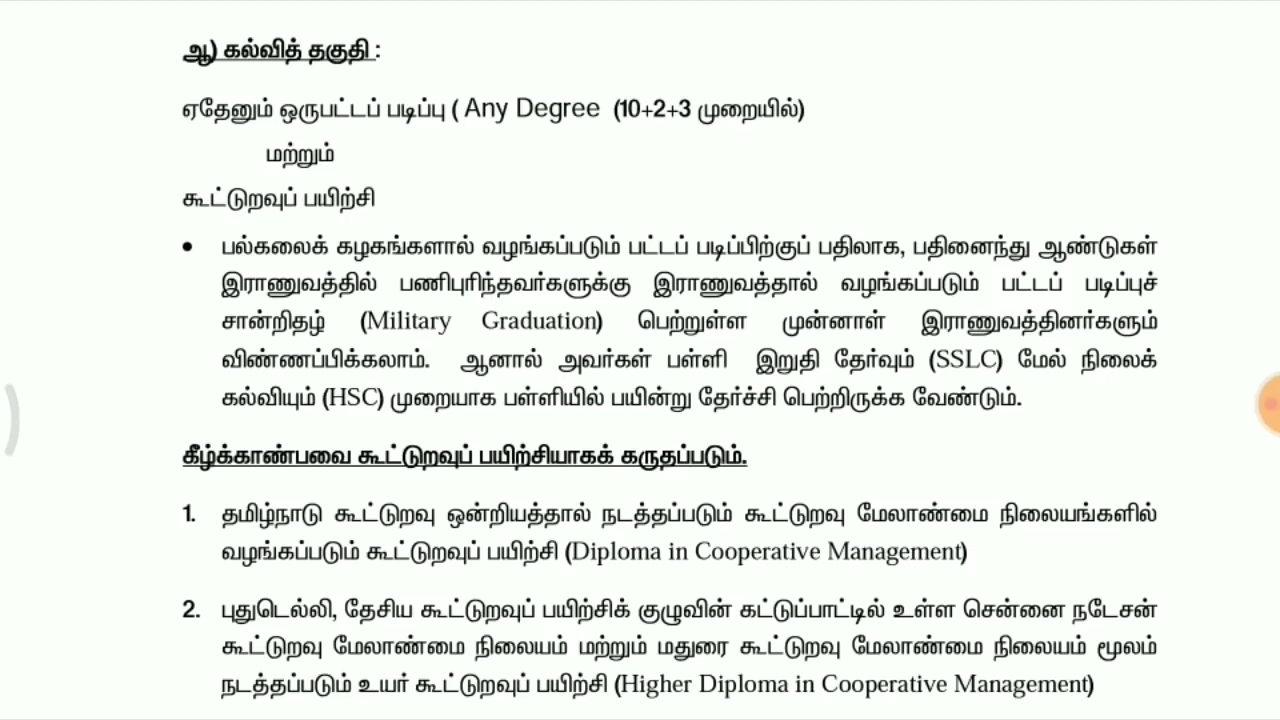 ஆ) கல்வித் தகுதி :
ஏதேனும் ஒருபட்டப் படிப்பு ( Any Degree (10+2+3 முறையில்)
மற்றும்
கூட்டுறவுப் பயிற்சி
• பல்கலைக் கழகங்களால் வழங்கப்படும் பட்டப் படிப்பிற்குப் பதிலாக, பதினைந்து ஆண்டுகள்
இராணுவத்தில் பணிபுரிந்தவர்களுக்கு இராணுவத்தால் வழங்கப்படும் பட்டப் படிப்புச்
சான்றிதழ் (Military Graduation) பெற்றுள்ள முன்னாள் இராணுவத்தினர்களும்
விண்ணப்பிக்கலாம். ஆனால் அவர்கள் பள்ளி இறுதி தேர்வும் (SSLC) மேல் நிலைக்
கல்வியும் (HSC) முறையாக பள்ளியில் பயின்று தேர்ச்சி பெற்றிருக்க வேண்டும்.
கீழ்க்காண்பவை கூட்டுறவுப் பயிற்சியாகக் கருதப்படும்.
1. தமிழ்நாடு கூட்டுறவு ஒன்றியத்தால் நடத்தப்படும் கூட்டுறவு மேலாண்மை நிலையங்களில்
வழங்கப்படும் கூட்டுறவுப் பயிற்சி (Diploma in Cooperative Management)
2. புதுடெல்லி, தேசிய கூட்டுறவுப் பயிற்சிக் குழுவின் கட்டுப்பாட்டில் உள்ள சென்னை நடேசன்
கூட்டுறவு மேலாண்மை நிலையம் மற்றும் மதுரை கூட்டுறவு மேலாண்மை நிலையம் மூலம்
நடத்தப்படும் உயர் கூட்டுறவுப் பயிற்சி (Higher Diploma in Cooperative Management)